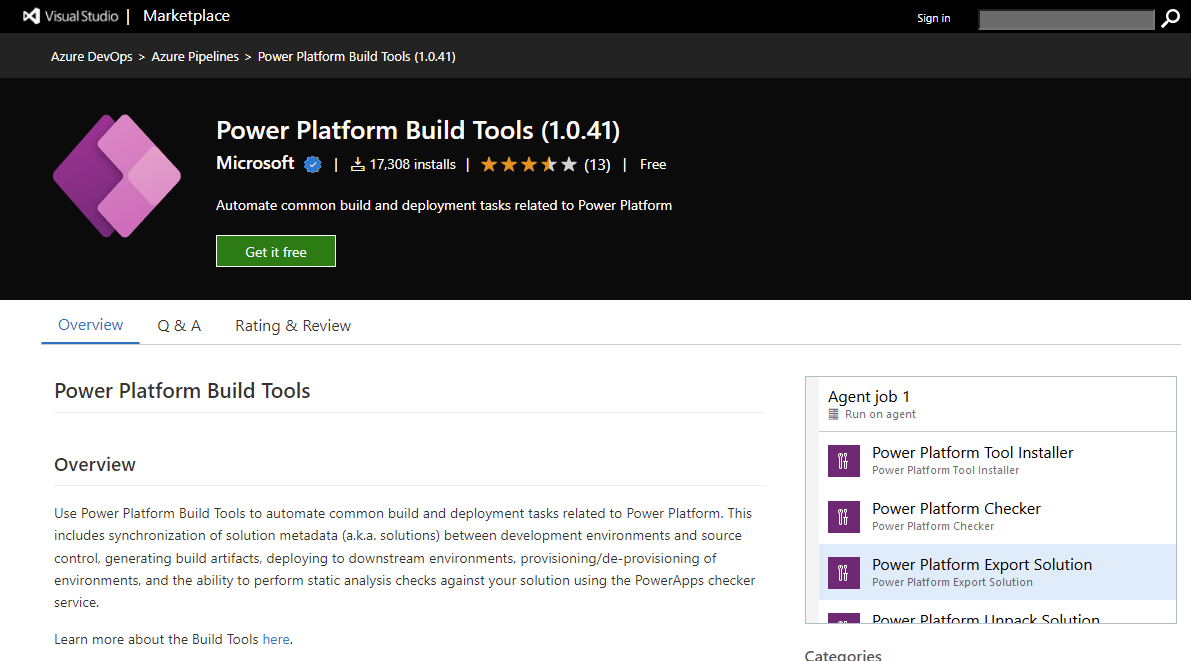 Visual Studio | Marketplace
Sign in
Azure DevOps > Azure Pipelines > Power Platform Build Tools (1.0.41)
Power Platform Build Tools (1.0.41)
Microsoft | 17,308 installs | (13) | Free
Automate common build and deployment tasks related to Power Platform
Get it free
Overview Q & A Rating & Review
Power Platform Build Tools
Overview
Use Power Platform Build Tools to automate common build and deployment tasks related to Power Platform. This
includes synchronization of solution metadata (a.k.a. solutions) between development environments and source
control, generating build artifacts, deploying to downstream environments, provisioning/de-provisioning of
environments, and the ability to perform static analysis checks against your solution using the PowerApps checker
service.
Learn more about the Build Tools here.
Agent job 1
Run on agent
Power Platform Tool Installer
Power Platform Tool Installer
Power Platform Checker
Power Platform Checker
Power Platform Export Solution
Power Platform Export Solution
Power Platform Unpack Solution
Categories